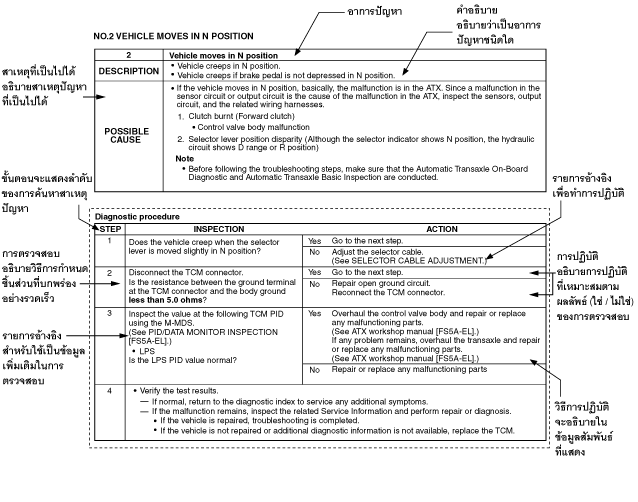 อาการปัญหา
คำอธิบาย
อธิบายว่าเป็นอาการ
ปัญหาชนิดใด
NO.2 VEHICLE MOVES IN N POSITION
2 Vehicle moves in N position
DESCRIPTION
• Vehicle creeps in N position.
• Vehicle creeps if brake pedal is not depressed in N position.
สาเหตุที่เป็นไปได้
อธิบายสาเหตุปัญหา
ที่เป็นไปได้
POSSIBLE
CAUSE
• If the vehicle moves in N position, basically, the malfunction is in the ATX. Since a malfunction in the
sensor circuit or output circuit is the cause of the malfunction in the ATX, inspect the sensors, output
circuit, and the related wiring harnesses.
1. Clutch burnt (Forward clutch)
• Control valve body malfunction
2. Selector lever position disparity (Although the selector indicator shows N position, the hydraulic
circuit shows D range or R position)
Note
• Before following the troubleshooting steps, make sure that the Automatic Transaxle On-Board
Diagnostic and Automatic Transaxle Basic Inspection are conducted.
ขั้นตอนจะแสดงลำดับ
ของการค้นหาสาเหตุ
ปัญหา
รายการอ้างอิง
เพื่อทำการปฏิบัติ
Diagnostic procedure
STEP INSPECTION ACTION
1 Does the vehicle creep when the selector
lever is moved slightly in N position?
Yes Go to the next step.
No Adjust the selector cable.
(See SELECTOR CABLE ADJUSTMENT.)
การตรวจสอบ
อธิบายวิธีการกำหนด
ชิ้นส่วนที่บกพร่อง
อย่างรวดเร็ว
2 Disconnect the TCM connector.
Is the resistance between the ground terminal
at the TCM connector and the body ground
less than 5.0 ohms?
Yes Go to the next step.
No Repair open ground circuit.
Reconnect the TCM connector.
การปฏิบัติ
อธิบายการปฏิบัติ
ที่เหมาะสมตาม
ผลลัพธ์ (ใช่ / ไม่ใช่)
ของการตรวจสอบ
รายการอ้างอิง
สำหรับใช้เป็นข้อมูล
เพิ่มเติมในการ
ตรวจสอบ
3 Inspect the value at the following TCM PID
using the M-MDS.
(See PID/DATA MONITOR INSPECTION
[FS5A-EL].)
• LPS
Is the LPS PID value normal?
Yes Overhaul the control valve body and repair or replace
any malfunctioning parts.
(See ATX workshop manual [FS5A-EL].)
If any problem remains, overhaul the transaxle and repair
or replace any malfunctioning parts.
(See ATX workshop manual [FS5A-EL].)
No Repair or replace any malfunctioning parts
4 • Verify the test results.
— If normal, return to the diagnostic index to service any additional symptoms.
— If the malfunction remains, inspect the related Service Information and perform repair or diagnosis.
• If the vehicle is repaired, troubleshooting is completed.
• If the vehicle is not repaired or additional diagnostic information is not available, replace the TCM.
วิธีการปฏิบัติ
จะอธิบายใน
ข้อมูลสัมพันธ์
ที่แสดง